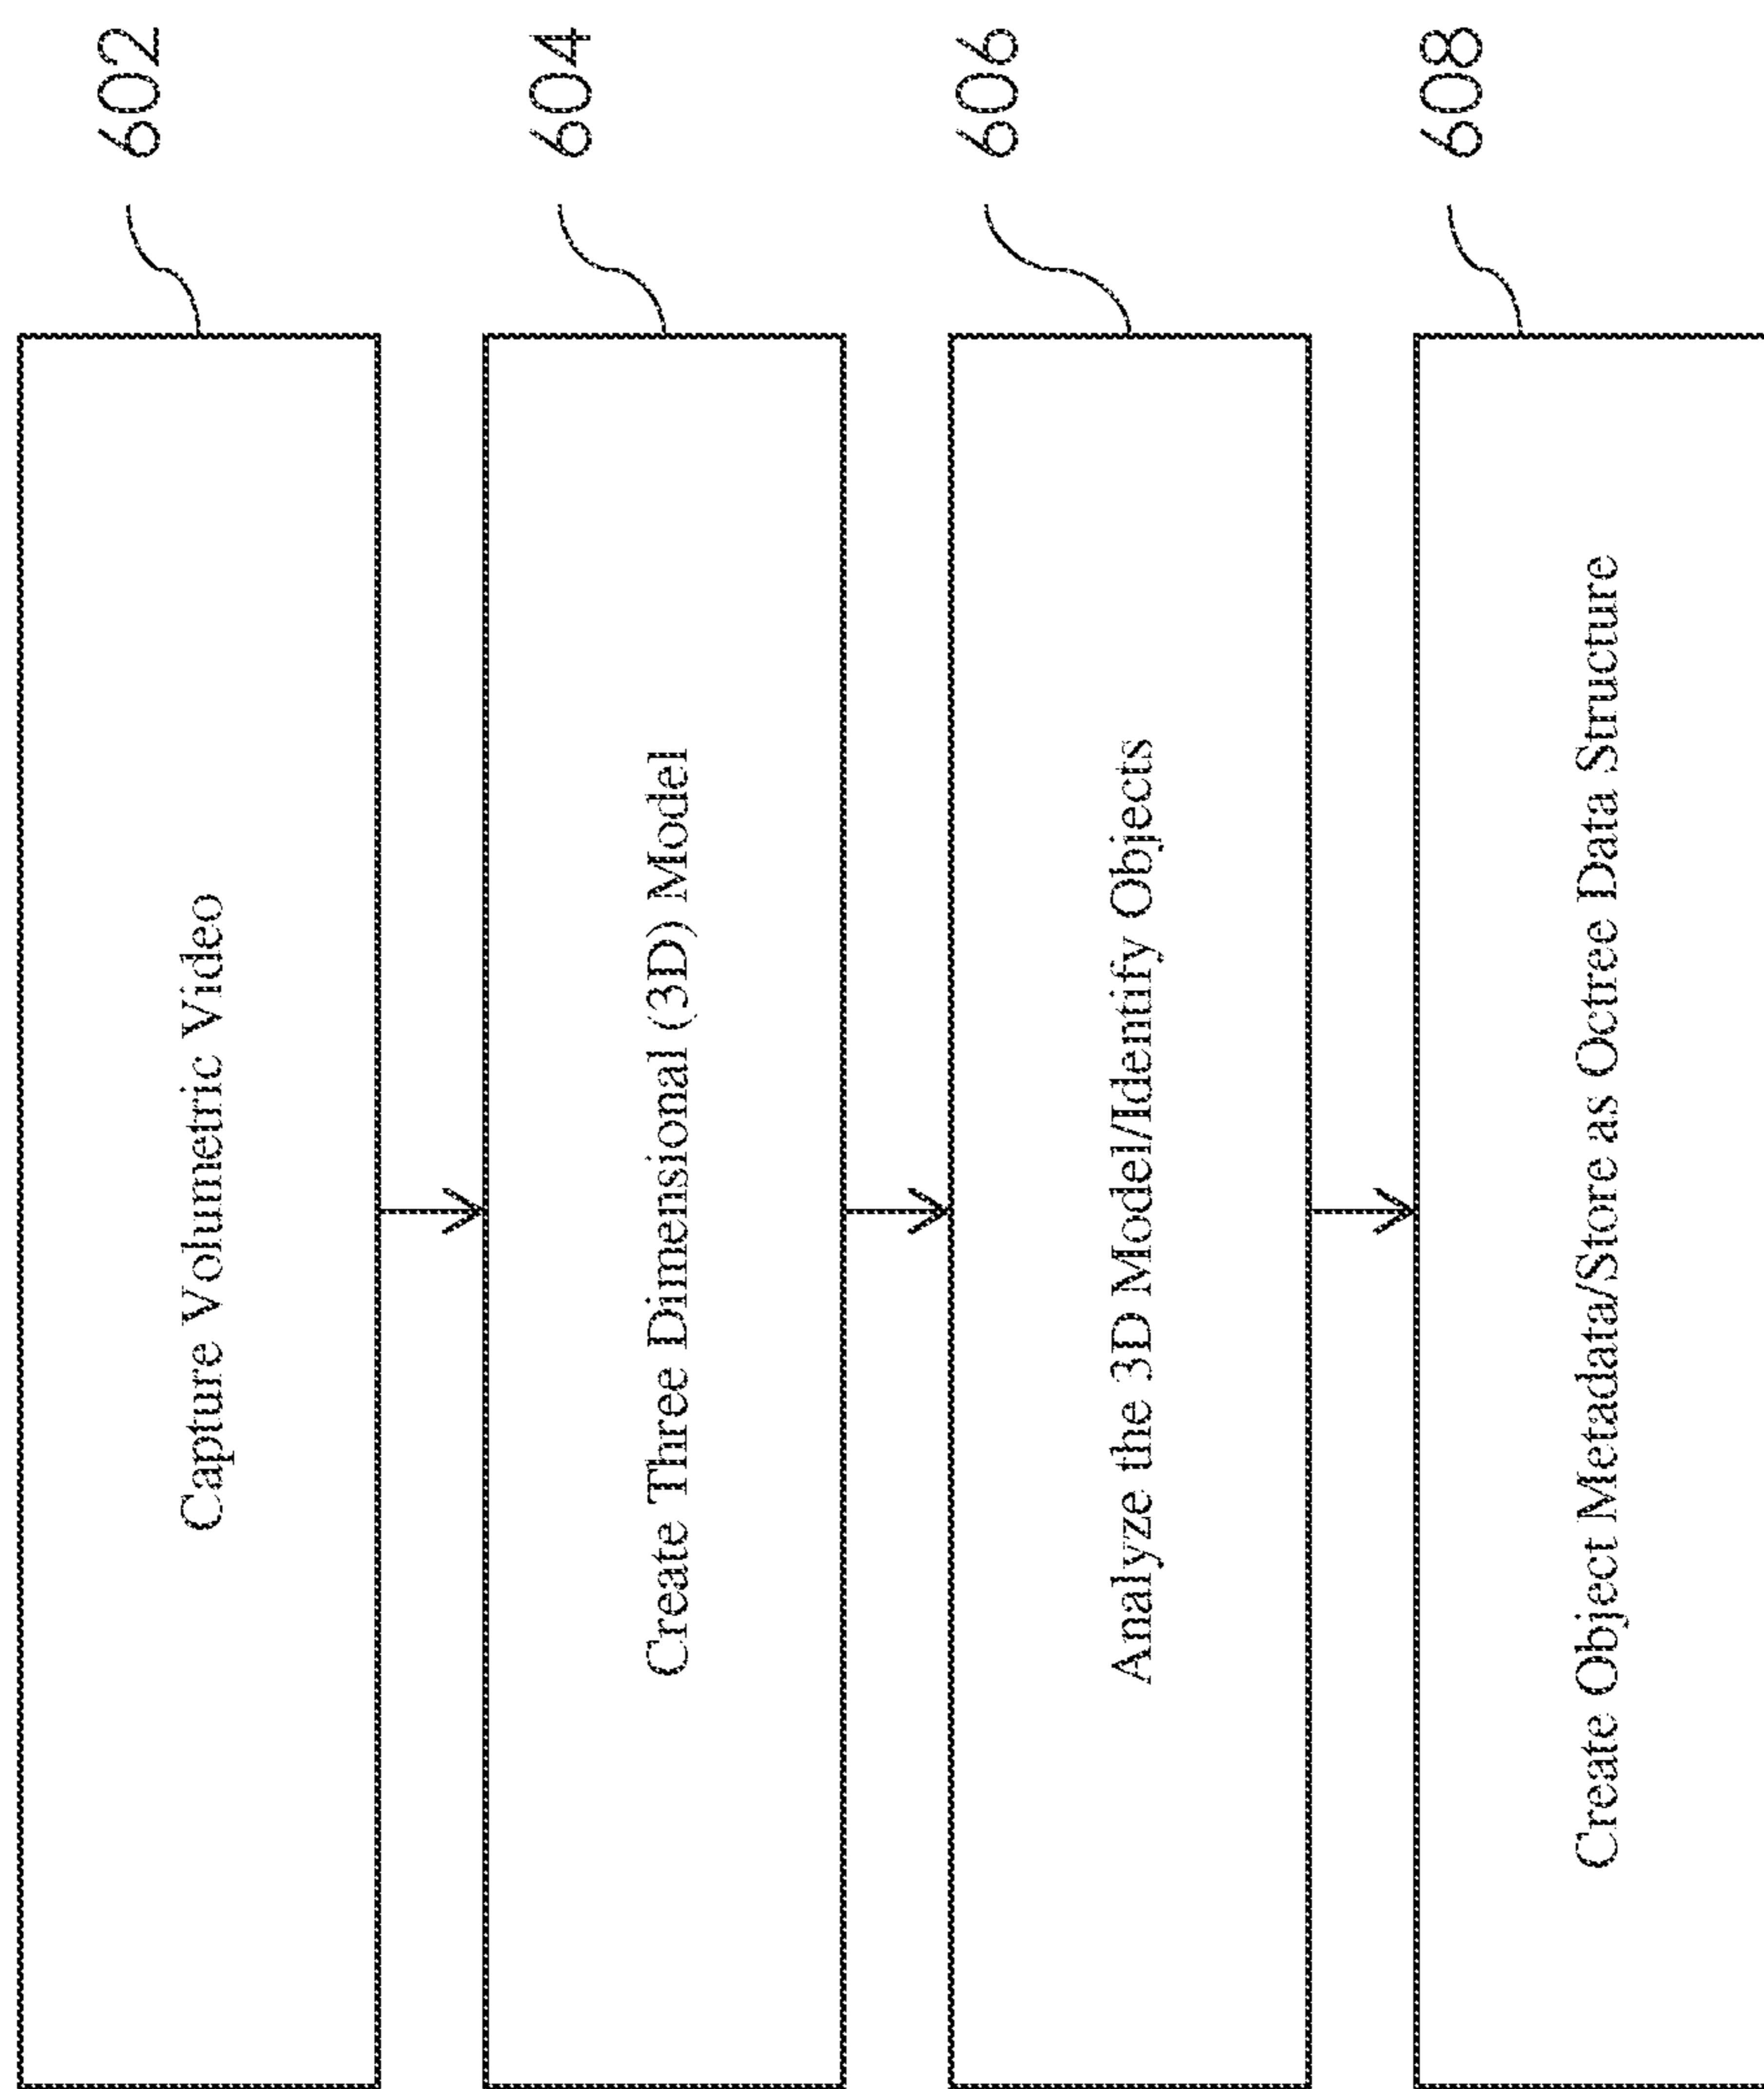 Capture Volumetric Video
602
Create Three Dimensional (3D) Model
604
Analyze the 3D Model/Identify Objects
606
Create Object Metadata/Store as Octree Data Structure
608